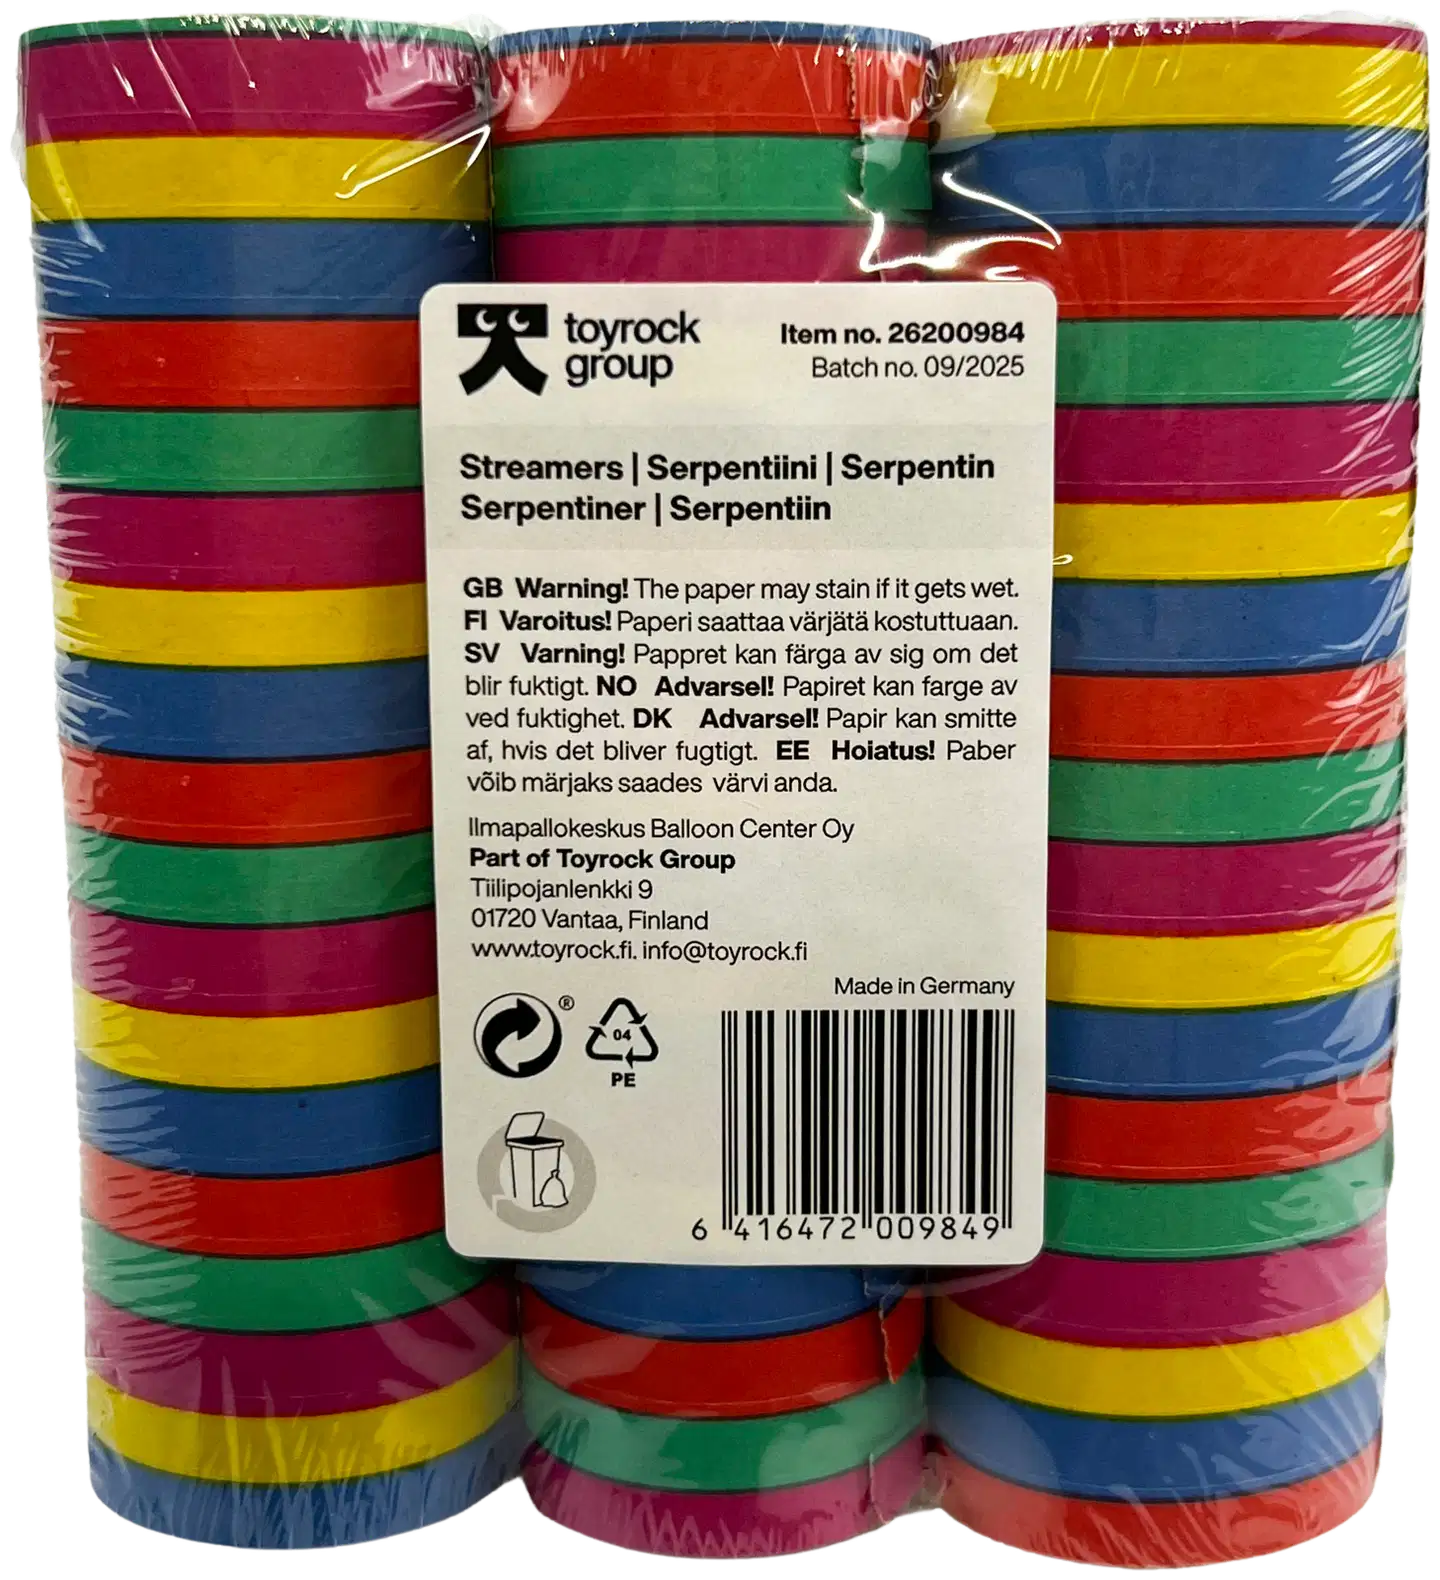 toyrock
group
Item no. 26200984
Batch no. 09/2025
Streamers | Serpentiini | Serpentin
Serpentiner | Serpentiin
GB Warning! The paper may stain if it gets wet.
FI Varoitus! Paperi saattaa värjätä kostuttuaan.
SV Varning! Pappret kan färga av sig om det
blir fuktigt. NO Advarsel! Papiret kan farge av
ved fuktighet. DK Advarsel! Papir kan smitte
af, hvis det bliver fugtigt. EE Hoiatus! Paber
võib märjaks saades värvi anda.
Ilmapallokeskus Balloon Center Oy
Part of Toyrock Group
Tiilipojanlenkki 9
01720 Vantaa, Finland
www.toyrock.fi. info@toyrock.fi
Made in Germany
®
04
PE
6 416472 009849